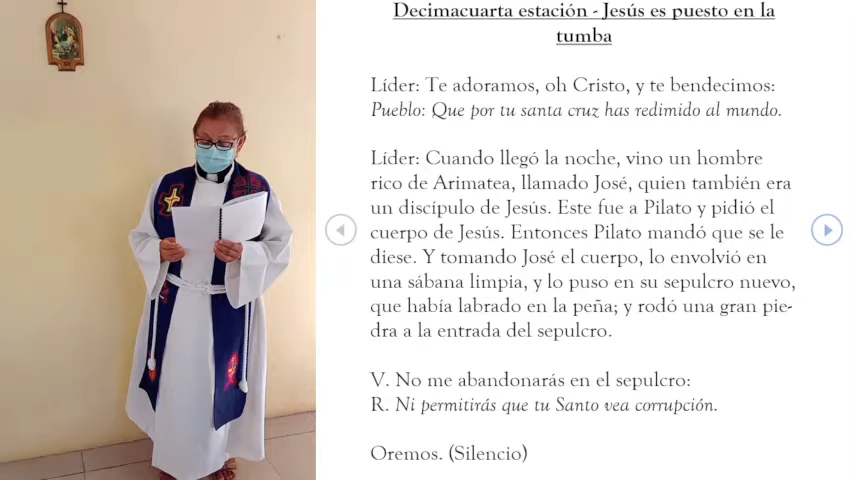 Decimacuarta estación - Jesús es puesto en la
tumba
Líder: Te adoramos, oh Cristo, y te bendecimos:
Pueblo: Que por tu santa cruz has redimido al mundo.
Líder: Cuando llegó la noche, vino un hombre
rico de Arimatea, llamado José, quien también era
un discípulo de Jesús. Este fue a Pilato y pidió el
cuerpo de Jesús. Entonces Pilato mandó que se le
diese. Y tomando José el cuerpo, lo envolvió en
una sábana limpia, y lo puso en su sepulcro nuevo,
que había labrado en la peña; y rodó una gran pie-
dra a la entrada del sepulcro.
V. No me abandonarás en el sepulcro:
R. Ni permitirás que tu Santo vea corrupción.
Oremos. (Silencio)